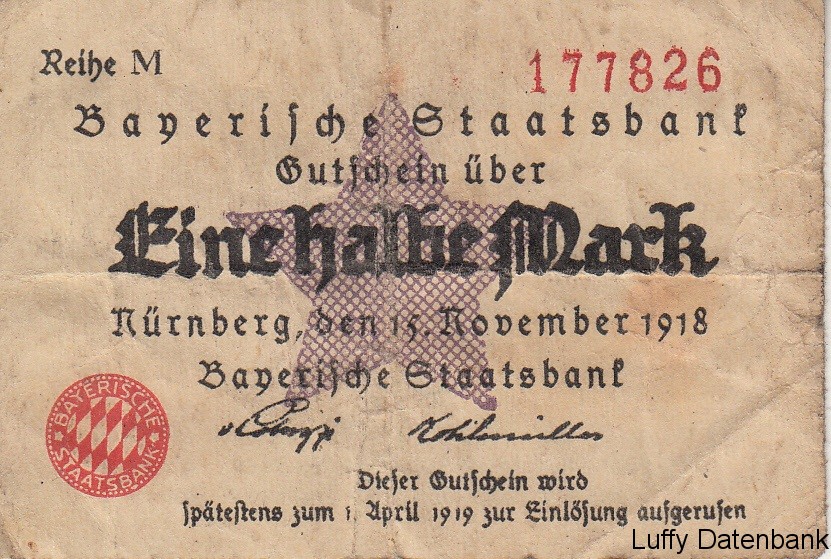 Reihe M
177826
Bayerische Staatsbank
Gutschein über
Eine halbe Mark
Nürnberg, den 15. November 1918
Bayerische Staatsbank
BAYERISCHE
STAATSBANK
Dieser Gutschein wird
spätestens zum 1. April 1919 zur Einlösung aufgerufen
Luffy Datenbank